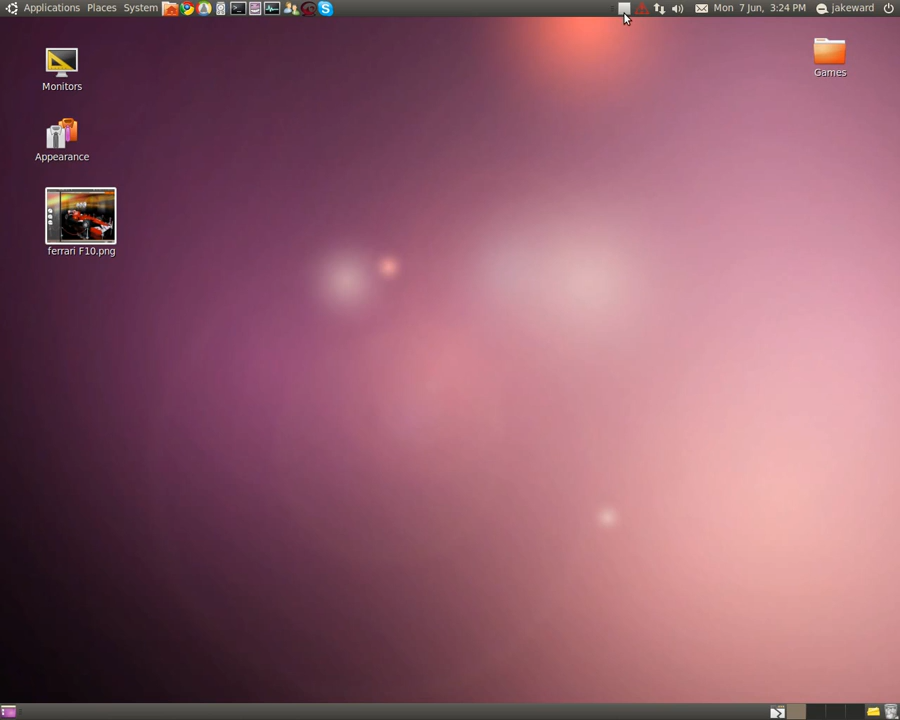 Applications Places System Mon 7 Jun, 3:24 PM jakeward
Monitors
Games
Appearance
ferrari F10.png